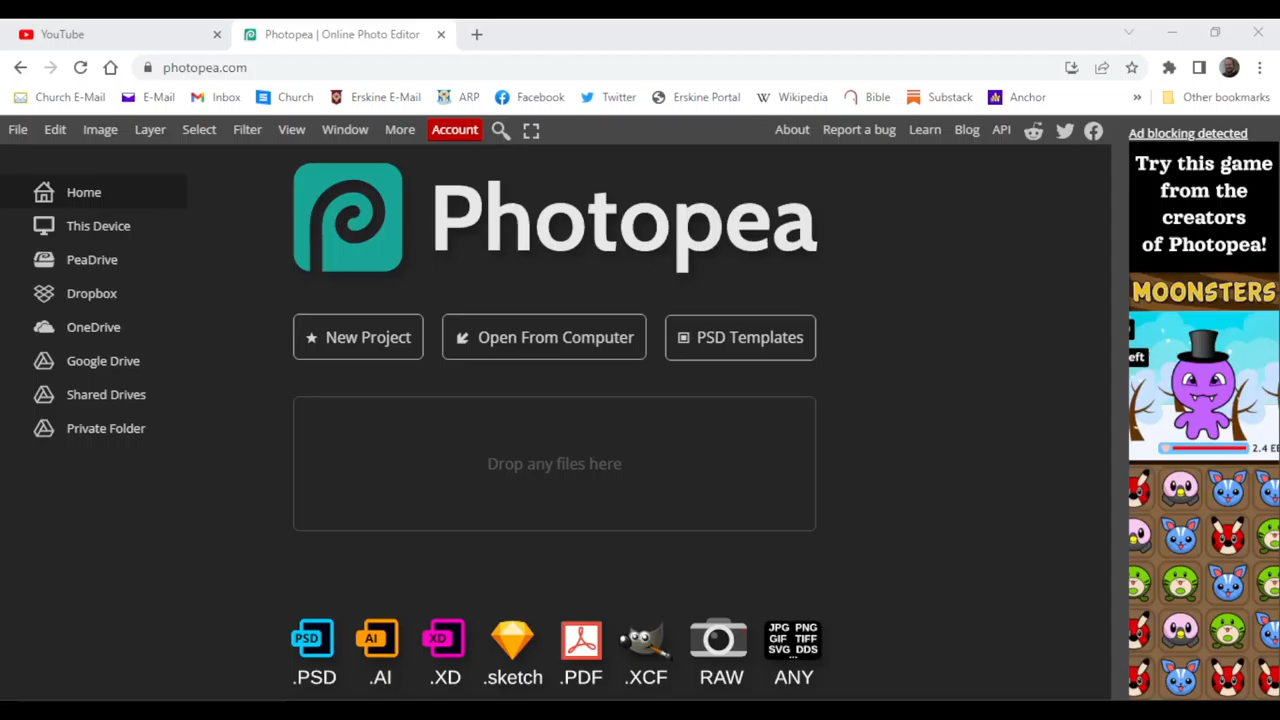 YouTube
Photopea | Online Photo Editor
photopea.com
Church E-Mail E-Mail Inbox Church Erskine E-Mail ARP Facebook Twitter Erskine Portal Wikipedia Bible Substack Anchor » Other bookmarks
File Edit Image Layer Select Filter View Window More Account About Report a bug Learn Blog API
Ad blocking detected
Home
This Device
PeaDrive
Dropbox
OneDrive
Google Drive
Shared Drives
Private Folder
Photopea
New Project Open From Computer PSD Templates
Drop any files here
PSD AI XD
JPG PNG
GIF TIFF
SVG DDS
...
.PSD .AI .XD .sketch .PDF .XCF RAW ANY
Try this game
from the
creators
of Photopea!
MOONSTERS
eft
2.4 EE